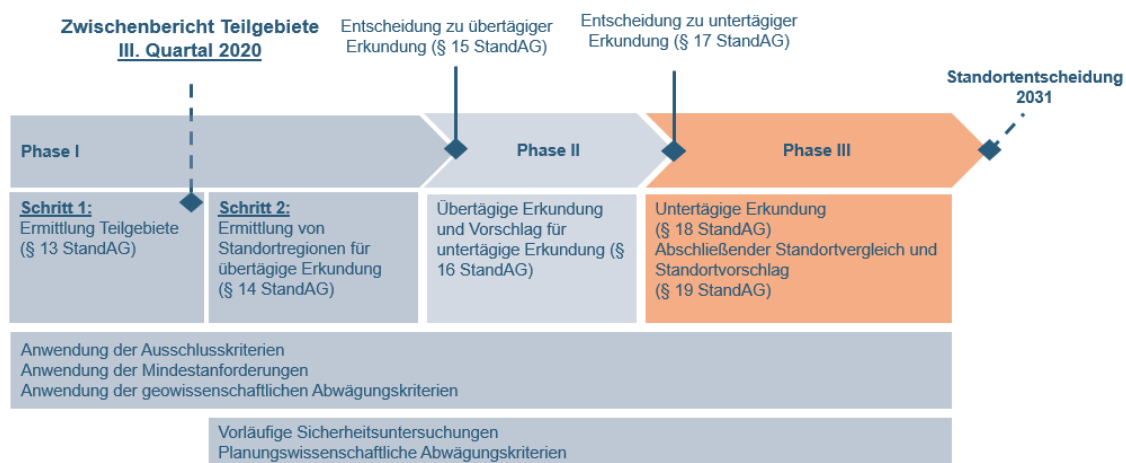 Zwischenbericht Teilgebiete
III. Quartal 2020
Entscheidung zu übertägiger
Erkundung (§ 15 StandAG)
Entscheidung zu untertägiger
Erkundung (§ 17 StandAG)
Standortentscheidung
2031
Phase I
Phase II
Phase III
Schritt 1:
Ermittlung Teilgebiete
(§ 13 StandAG)
Schritt 2:
Ermittlung von
Standortregionen für
übertägige Erkundung
(§ 14 StandAG)
Übertägige Erkundung
und Vorschlag für
untertägige Erkundung (§
16 StandAG)
Untertägige Erkundung
(§ 18 StandAG)
Abschließender Standortvergleich und
Standortvorschlag
(§ 19 StandAG)
Anwendung der Ausschlusskriterien
Anwendung der Mindestanforderungen
Anwendung der geowissenschaftlichen Abwägungskriterien
Vorläufige Sicherheitsuntersuchungen
Planungswissenschaftliche Abwägungskriterien